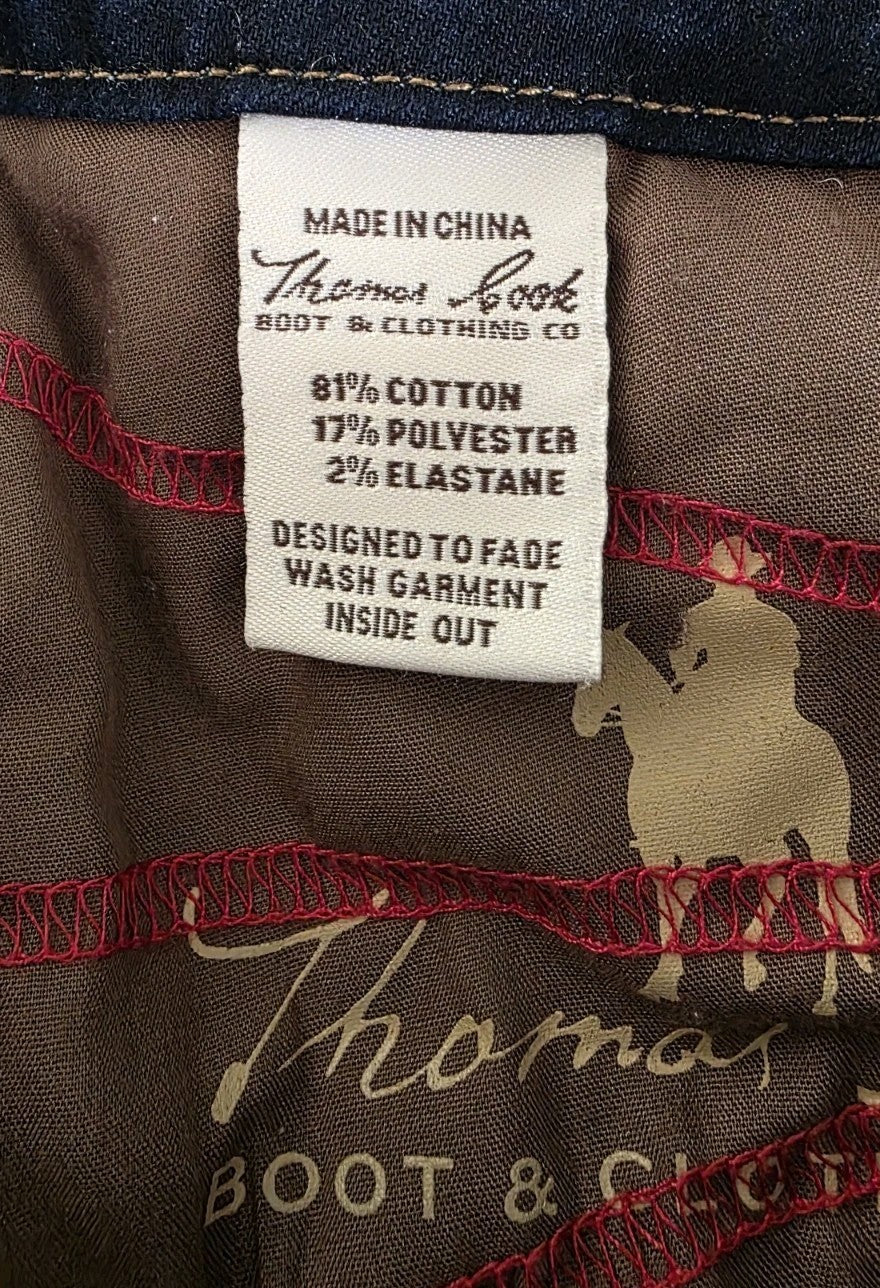 MADE IN CHINA
Thomas Cook
BOOT & CLOTHING CO
81% COTTON
17% POLYESTER
2% ELASTANE
DESIGNED TO FADE
WASH GARMENT
INSIDE OUT
Thomas
BOOT & CLOT